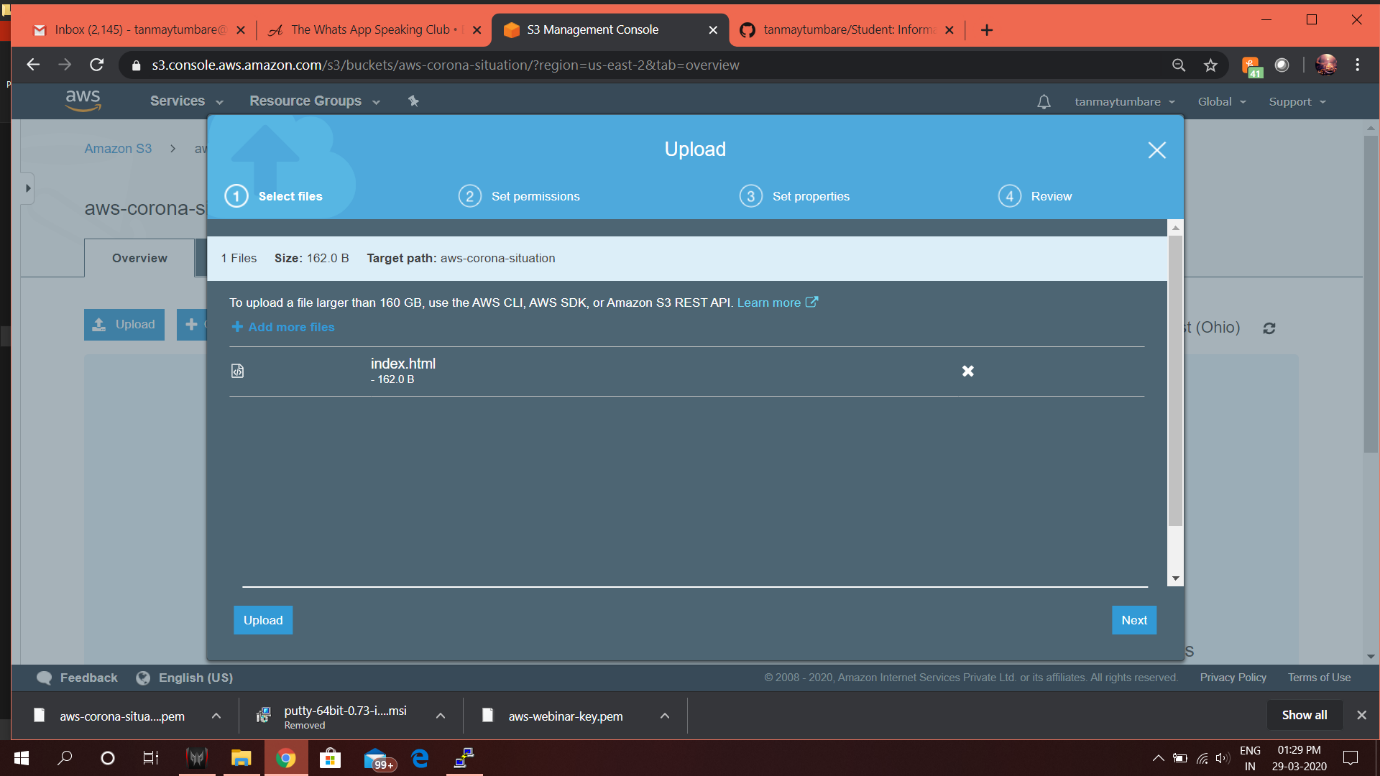 Inbox (2,145) - tanmaytumbare@
The Whats App Speaking Club •
S3 Management Console
tanmaytumbare/Student: Informa
s3.console.aws.amazon.com/s3/buckets/aws-corona-situation/?region=us-east-2&tab=overview
41
aws
Services
Resource Groups
tanmaytumbare
Global
Support
Amazon S3 > aw
Upload
1 Select files
2 Set permissions
3 Set properties
4 Review
aws-corona-s
Overview
1 Files Size: 162.0 B Target path: aws-corona-situation
To upload a file larger than 160 GB, use the AWS CLI, AWS SDK, or Amazon S3 REST API. Learn more
+ Add more files
Upload
st (Ohio)
index.html
- 162.0 B
Upload
Next
s
Feedback
English (US)
© 2008 - 2020, Amazon Internet Services Private Ltd. or its affiliates. All rights reserved.
Privacy Policy
Terms of Use
aws-corona-situa....pem
putty-64bit-0.73-i....msi
Removed
aws-webinar-key.pem
Show all
99+
ENG
IN
01:29 PM
29-03-2020